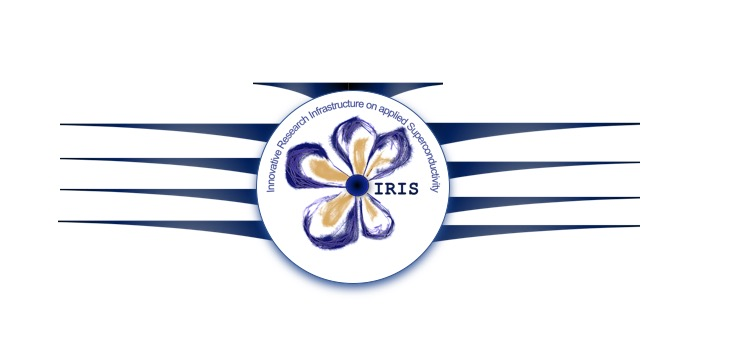 Innovative Research Infrastructure on applied Superconductivity
IRIS